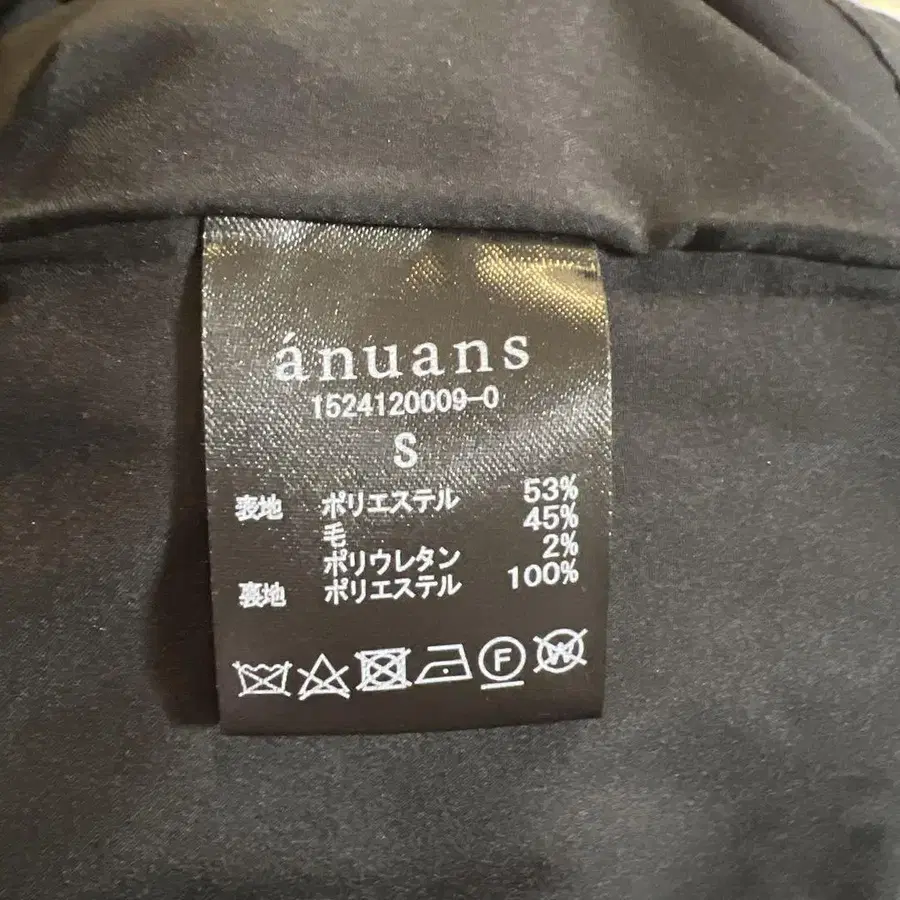 ánuans
1524120009-0
S
表地 ポリエステル 53%
毛 45%
ポリウレタン 2%
裏地 ポリエステル 100%
F
W